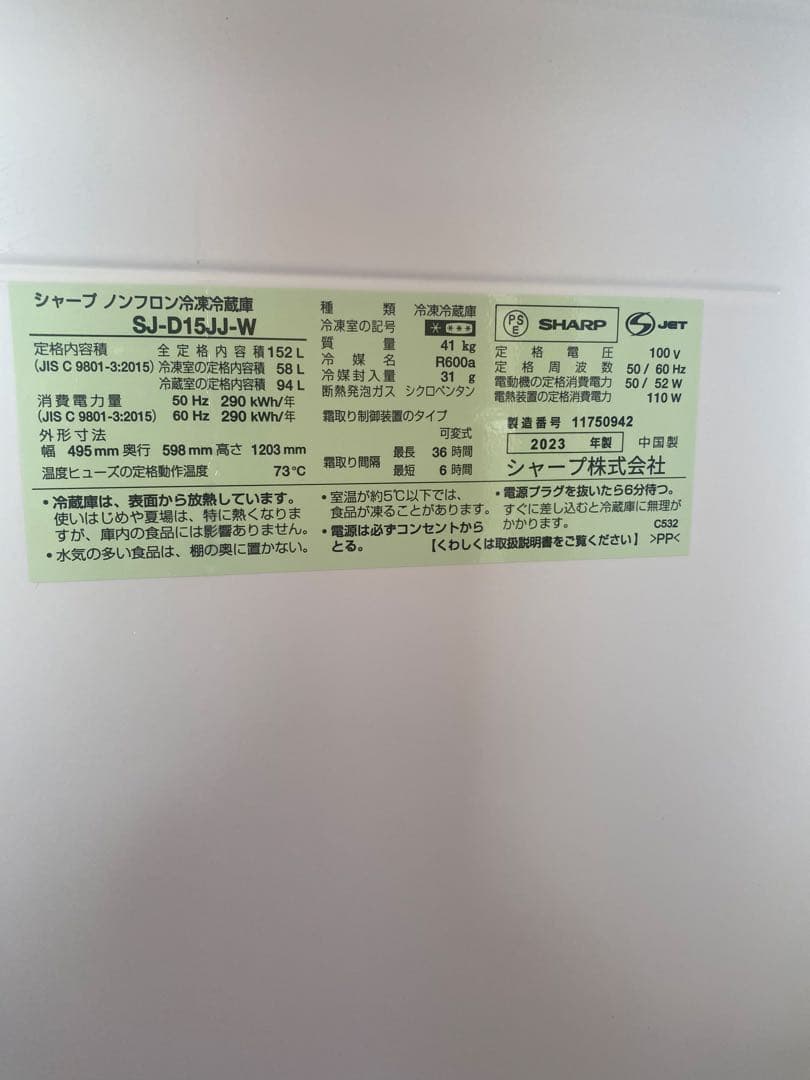 シャープ ノンフロン冷凍冷蔵庫
SJ-D15JJ-W
定格内容積 全定格内容積 152 L
(JIS C 9801-3:2015) 冷凍室の定格内容積 58 L
冷蔵室の定格内容積 94 L
消費電力量 50 Hz 290 kWh/年
(JIS C 9801-3:2015) 60 Hz 290 kWh/年
外形寸法
幅 495 mm 奥行 598 mm 高さ 1203 mm
温度ヒューズの定格動作温度 73℃
種類 冷凍冷蔵庫
冷凍室の記号 * ***
質量 41 kg
冷媒名 R600a
冷媒封入量 31 g
断熱発泡ガス シクロペンタン
霜取り制御装置のタイプ
可変式
霜取り間隔 最長 36 時間
最短 6 時間
PSE SHARP S JET
定格電圧 100 V
定格周波数 50 / 60 Hz
電動機の定格消費電力 50 / 52 W
電熱装置の定格消費電力 110 W
製造番号 11750942
2023 年製 中国製
シャープ株式会社
• 冷蔵庫は、表面から放熱しています。
使いはじめや夏場は、特に熱くなりま
すが、庫内の食品には影響ありません。
• 水気の多い食品は、棚の奥に置かない。
• 室温が約5℃以下では、
食品が凍ることがあります。
• 電源は必ずコンセントから
とる。
• 電源プラグを抜いたら6分待つ。
すぐに差し込むと冷蔵庫に無理が
かかります。 C532
【くわしくは取扱説明書をご覧ください】 >PP<